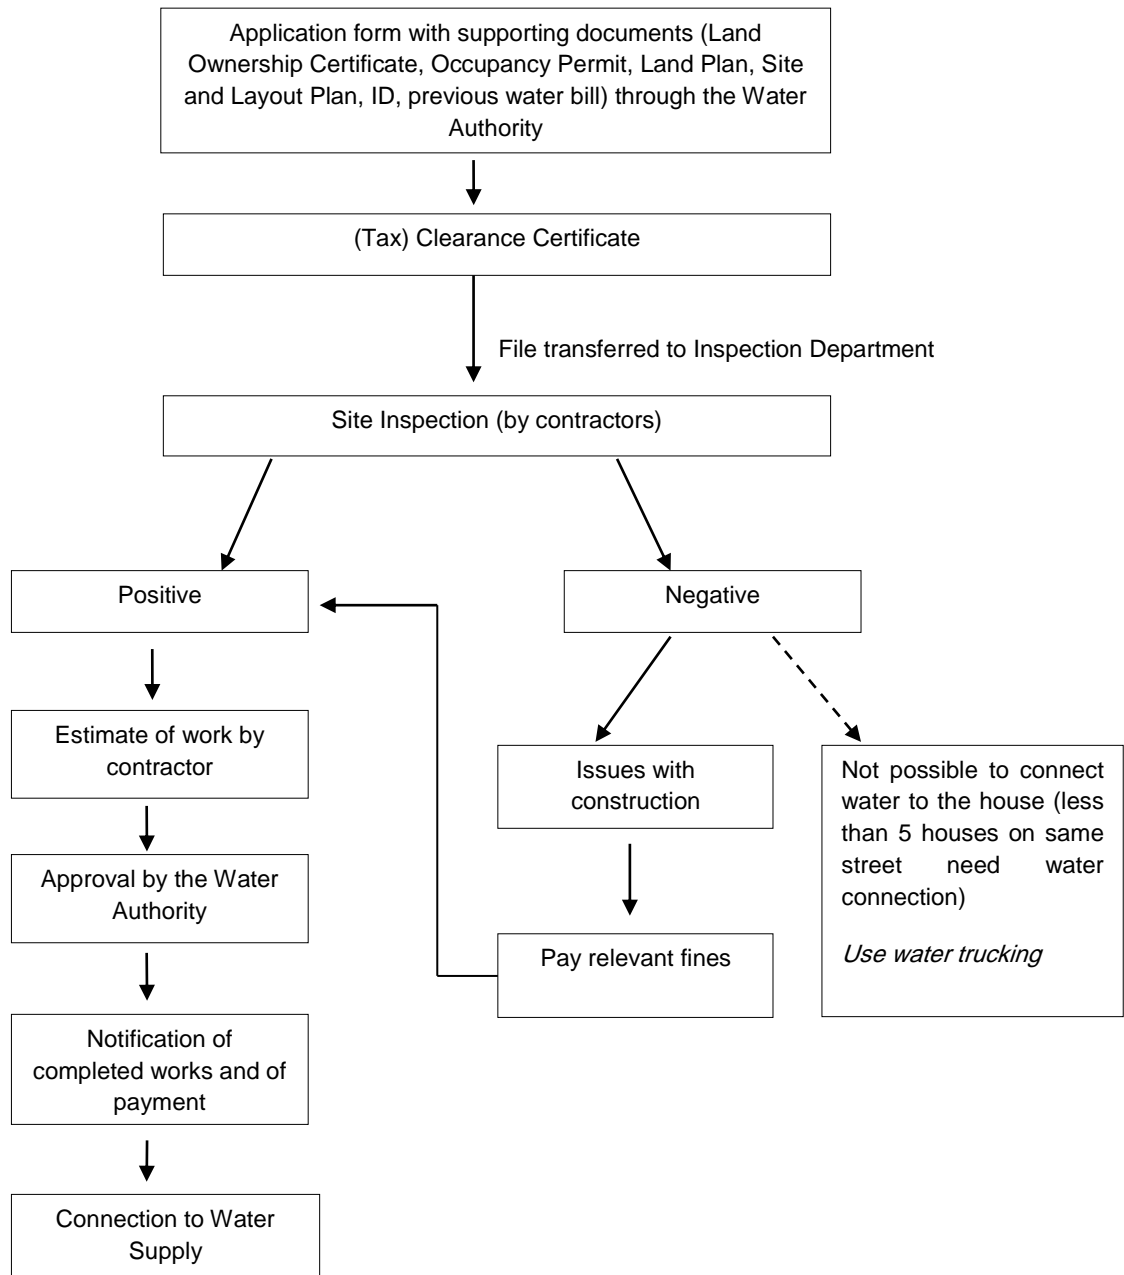 Application form with supporting documents (Land
Ownership Certificate, Occupancy Permit, Land Plan, Site
and Layout Plan, ID, previous water bill) through the Water
Authority
(Tax) Clearance Certificate
File transferred to Inspection Department
Site Inspection (by contractors)
Positive
Negative
Estimate of work by
contractor
Issues with
construction
Not possible to connect
water to the house (less
than 5 houses on same
street need water
connection)
Use water trucking
Approval by the Water
Authority
Pay relevant fines
Notification of
completed works and of
payment
Connection to Water
Supply